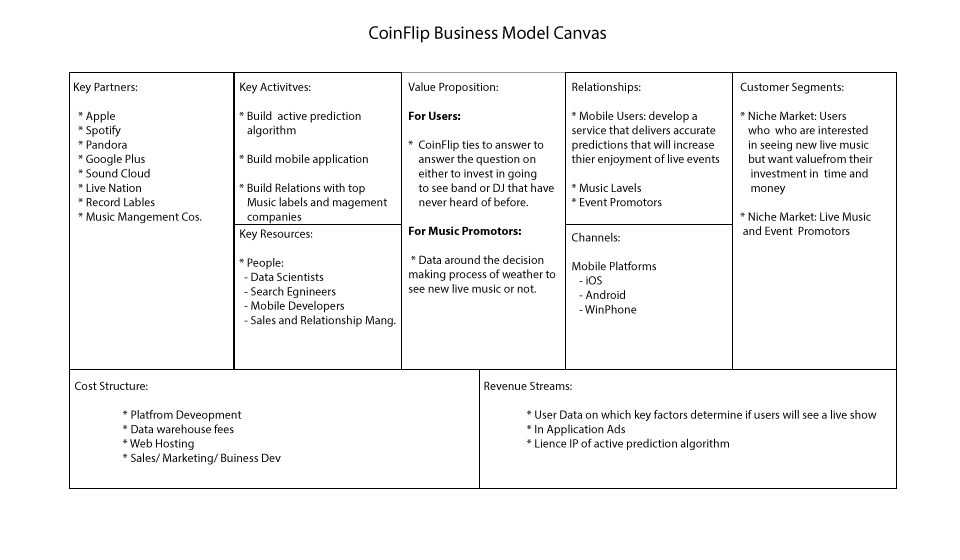 CoinFlip Business Model Canvas
Key Partners:
* Apple
* Spotify
* Pandora
* Google Plus
* Sound Cloud
* Live Nation
* Record Lables
* Music Mangement Cos.
Key Activitves:
* Build active prediction
algorithm
* Build mobile application
* Build Relations with top
Music labels and magement
companies
Key Resources:
* People:
- Data Scientists
- Search Egnineers
- Mobile Developers
- Sales and Relationship Mang.
Value Proposition:
For Users:
* CoinFlip ties to answer to
answer the question on
either to invest in going
to see band or DJ that have
never heard of before.
For Music Promotors:
* Data around the decision
making process of weather to
see new live music or not.
Relationships:
* Mobile Users: develop a
service that delivers accurate
predictions that will increase
thier enjoyment of live events
* Music Lavels
* Event Promotors
Channels:
Mobile Platforms
- iOS
- Android
- WinPhone
Customer Segments:
* Niche Market: Users
who who are interested
in seeing new live music
but want valuefrom their
investment in time and
money
* Niche Market: Live Music
and Event Promotors
Cost Structure:
* Platfrom Deveopment
* Data warehouse fees
* Web Hosting
* Sales/ Marketing/ Buiness Dev
Revenue Streams:
* User Data on which key factors determine if users will see a live show
* In Application Ads
* Lience IP of active prediction algorithm